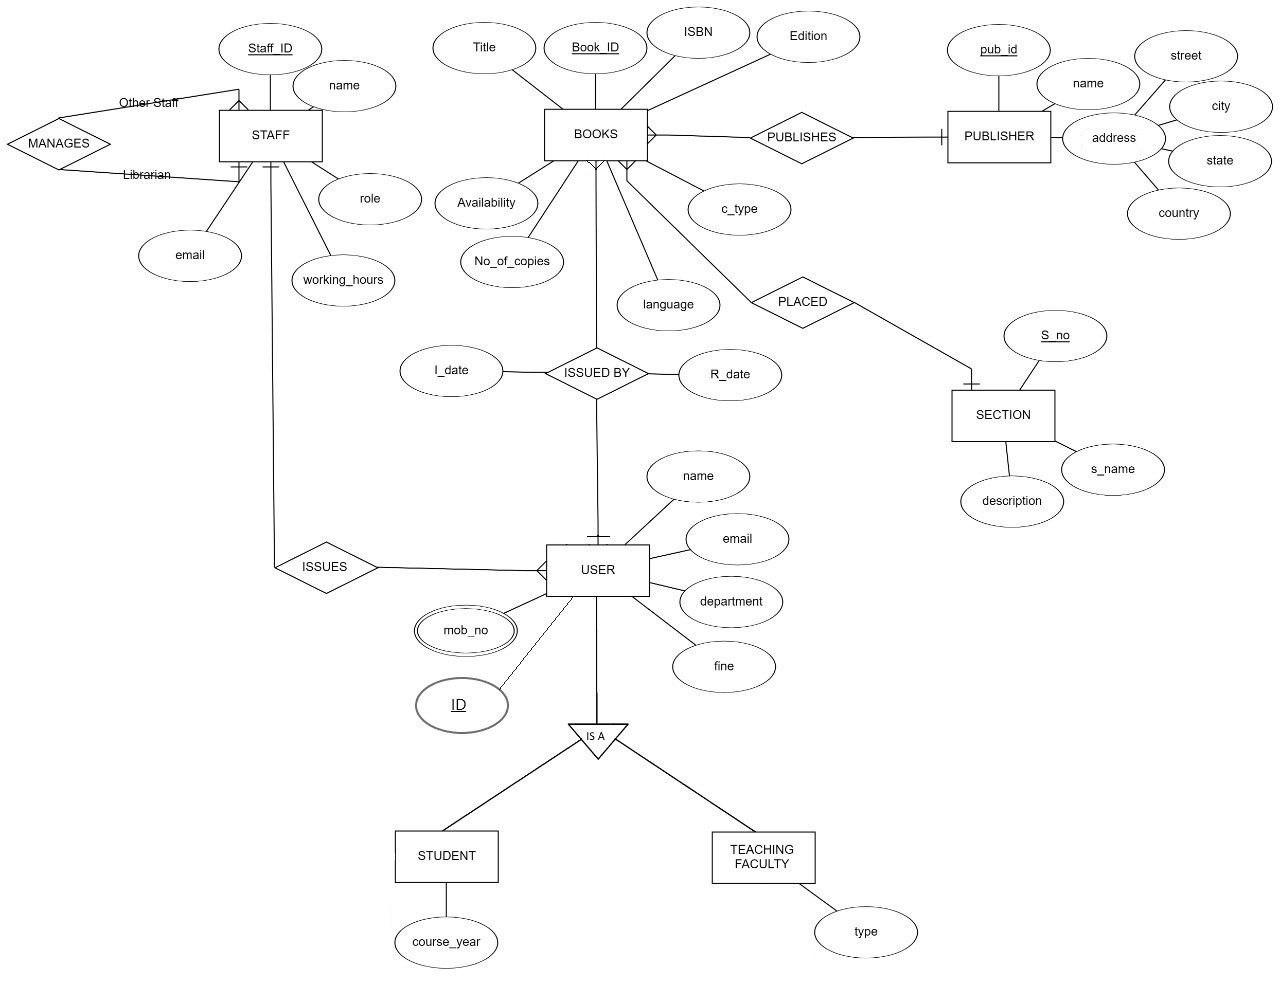 Staff_ID
name
Other Staff
MANAGES
STAFF
Librarian
role
email
working_hours
Title
Book_ID
ISBN
Edition
BOOKS
PUBLISHES
Availability
No_of_copies
c_type
language
pub_id
name
street
city
PUBLISHER
address
state
country
PLACED
S_no
SECTION
s_name
description
I_date
ISSUED BY
R_date
name
email
ISSUES
USER
department
mob_no
fine
ID
IS A
STUDENT
TEACHING
FACULTY
course_year
type